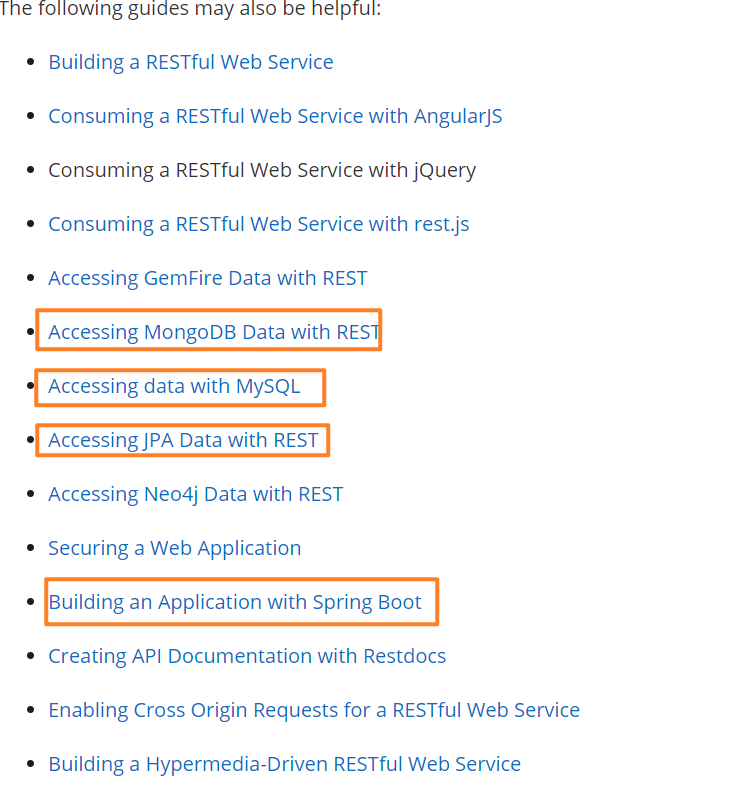 The following guides may also be helpful:
Building a RESTful Web Service
Consuming a RESTful Web Service with AngularJS
Consuming a RESTful Web Service with jQuery
Consuming a RESTful Web Service with rest.js
Accessing GemFire Data with REST
Accessing MongoDB Data with REST
Accessing data with MySQL
Accessing JPA Data with REST
Accessing Neo4j Data with REST
Securing a Web Application
Building an Application with Spring Boot
Creating API Documentation with Restdocs
Enabling Cross Origin Requests for a RESTful Web Service
Building a Hypermedia-Driven RESTful Web Service